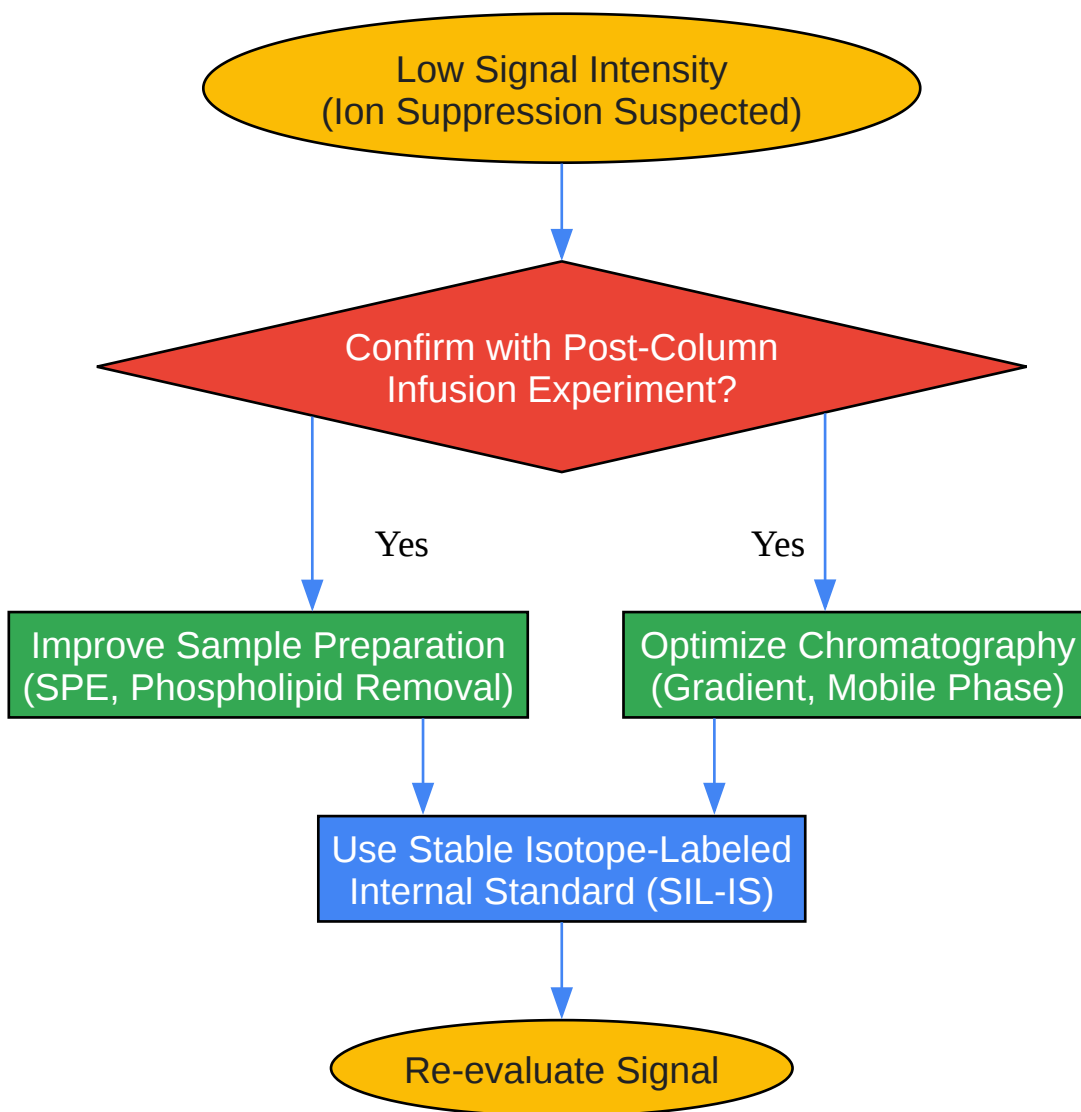 Low Signal Intensity
(Ion Suppression Suspected)
Confirm with Post-Column
Infusion Experiment?
Yes
Yes
Improve Sample Preparation
(SPE, Phospholipid Removal)
Optimize Chromatography
(Gradient, Mobile Phase)
Use Stable Isotope-Labeled
Internal Standard (SIL-IS)
Re-evaluate Signal